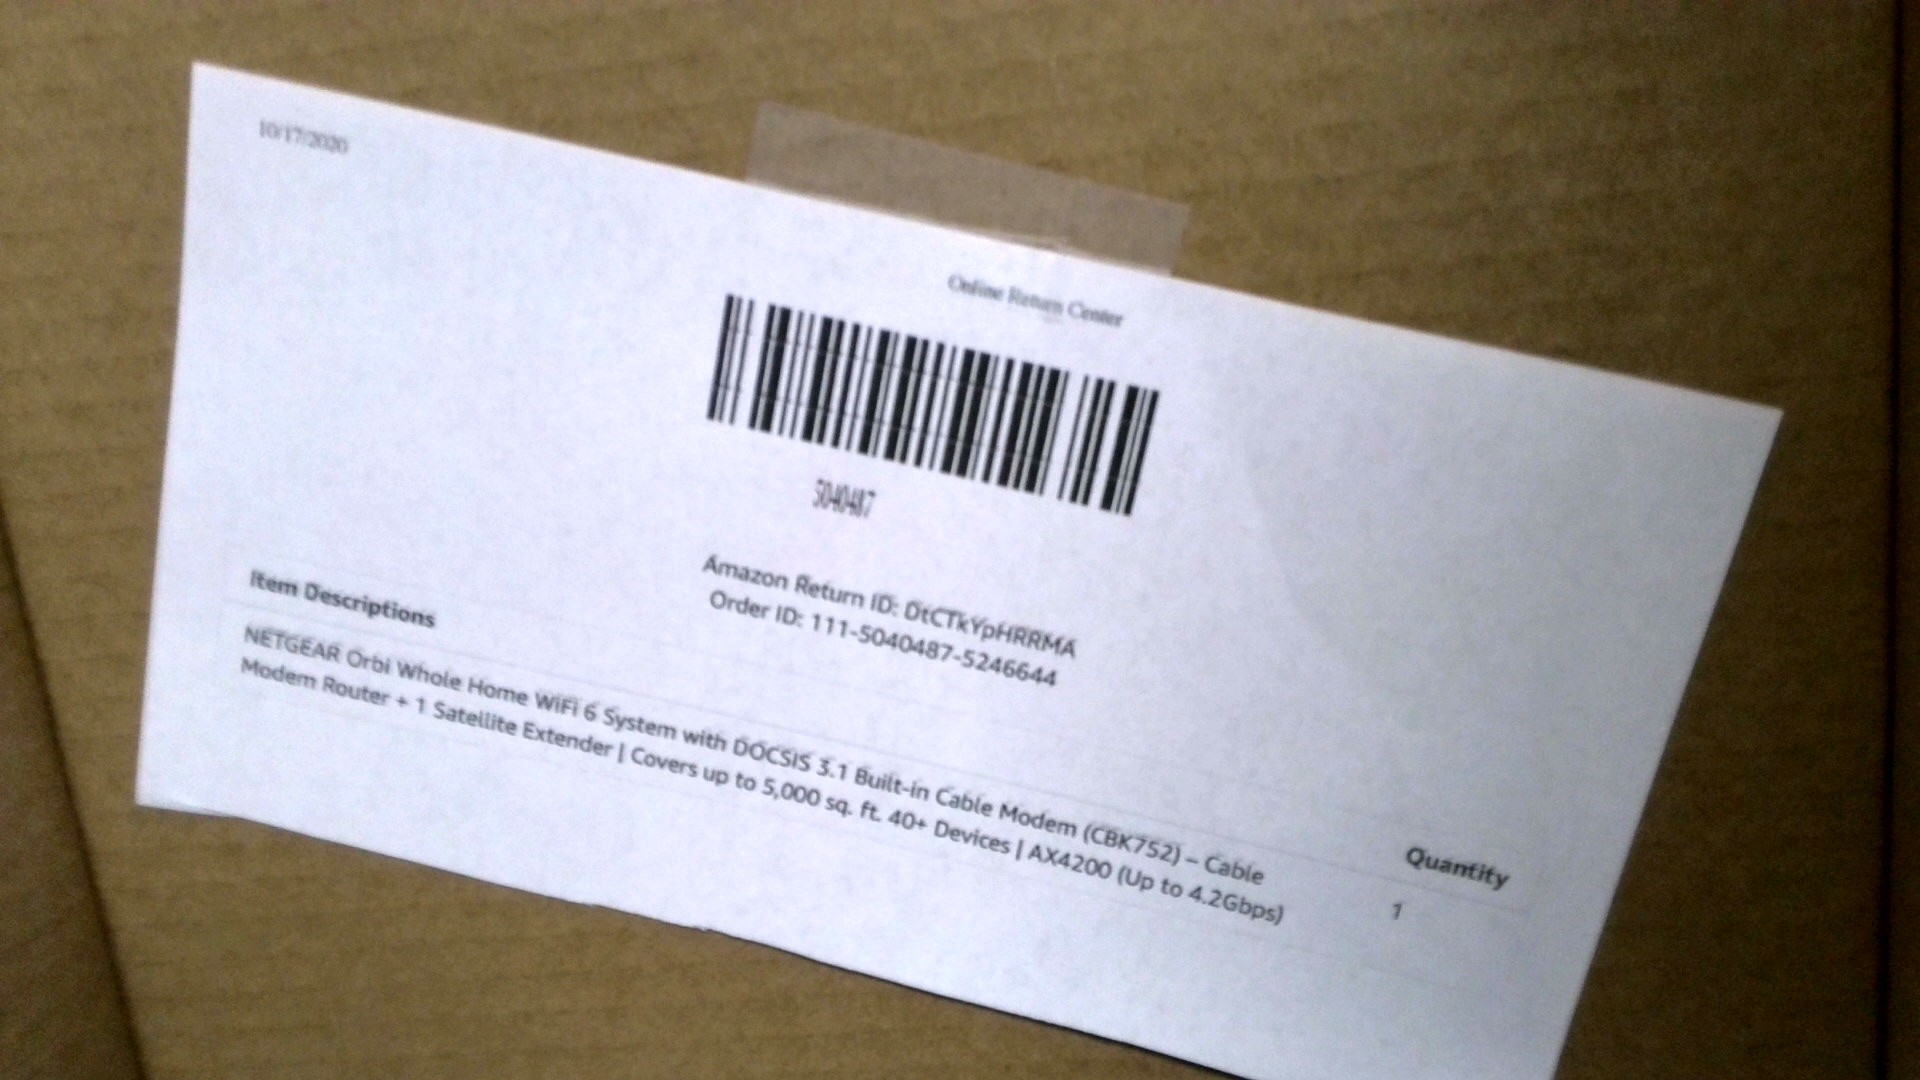 10/17/2020
Online Return Center
5040487
Amazon Return ID: DtCTkYpHRRMA
Order ID: 111-5040487-5246644
Item Descriptions
Quantity
NETGEAR Orbi Whole Home WiFi 6 System with DOCSIS 3.1 Built-in Cable Modem (CBK752) – Cable
Modem Router + 1 Satellite Extender | Covers up to 5,000 sq. ft. 40+ Devices | AX4200 (Up to 4.2Gbps)
1